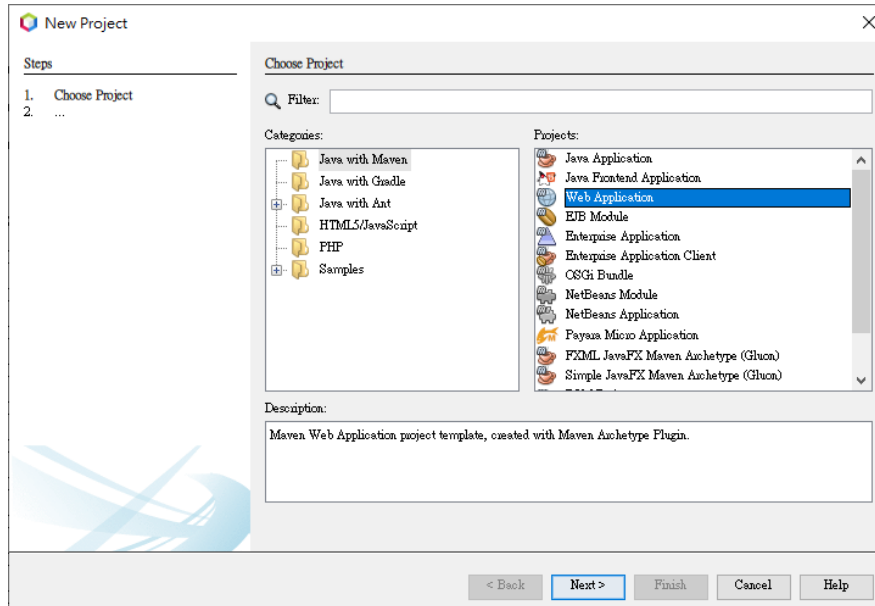 New Project
Steps
1. Choose Project
2. ...
Choose Project
Filter:
Categories:
Java with Maven
Java with Gradle
Java with Ant
HTML5/JavaScript
PHP
Samples
Projects:
Java Application
Java Frontend Application
Web Application
EJB Module
Enterprise Application
Enterprise Application Client
OSGi Bundle
NetBeans Module
NetBeans Application
Payara Micro Application
FXML JavaFX Maven Archetype (Gluon)
Simple JavaFX Maven Archetype (Gluon)
Description:
Maven Web Application project template, created with Maven Archetype Plugin.
< Back
Next >
Finish
Cancel
Help